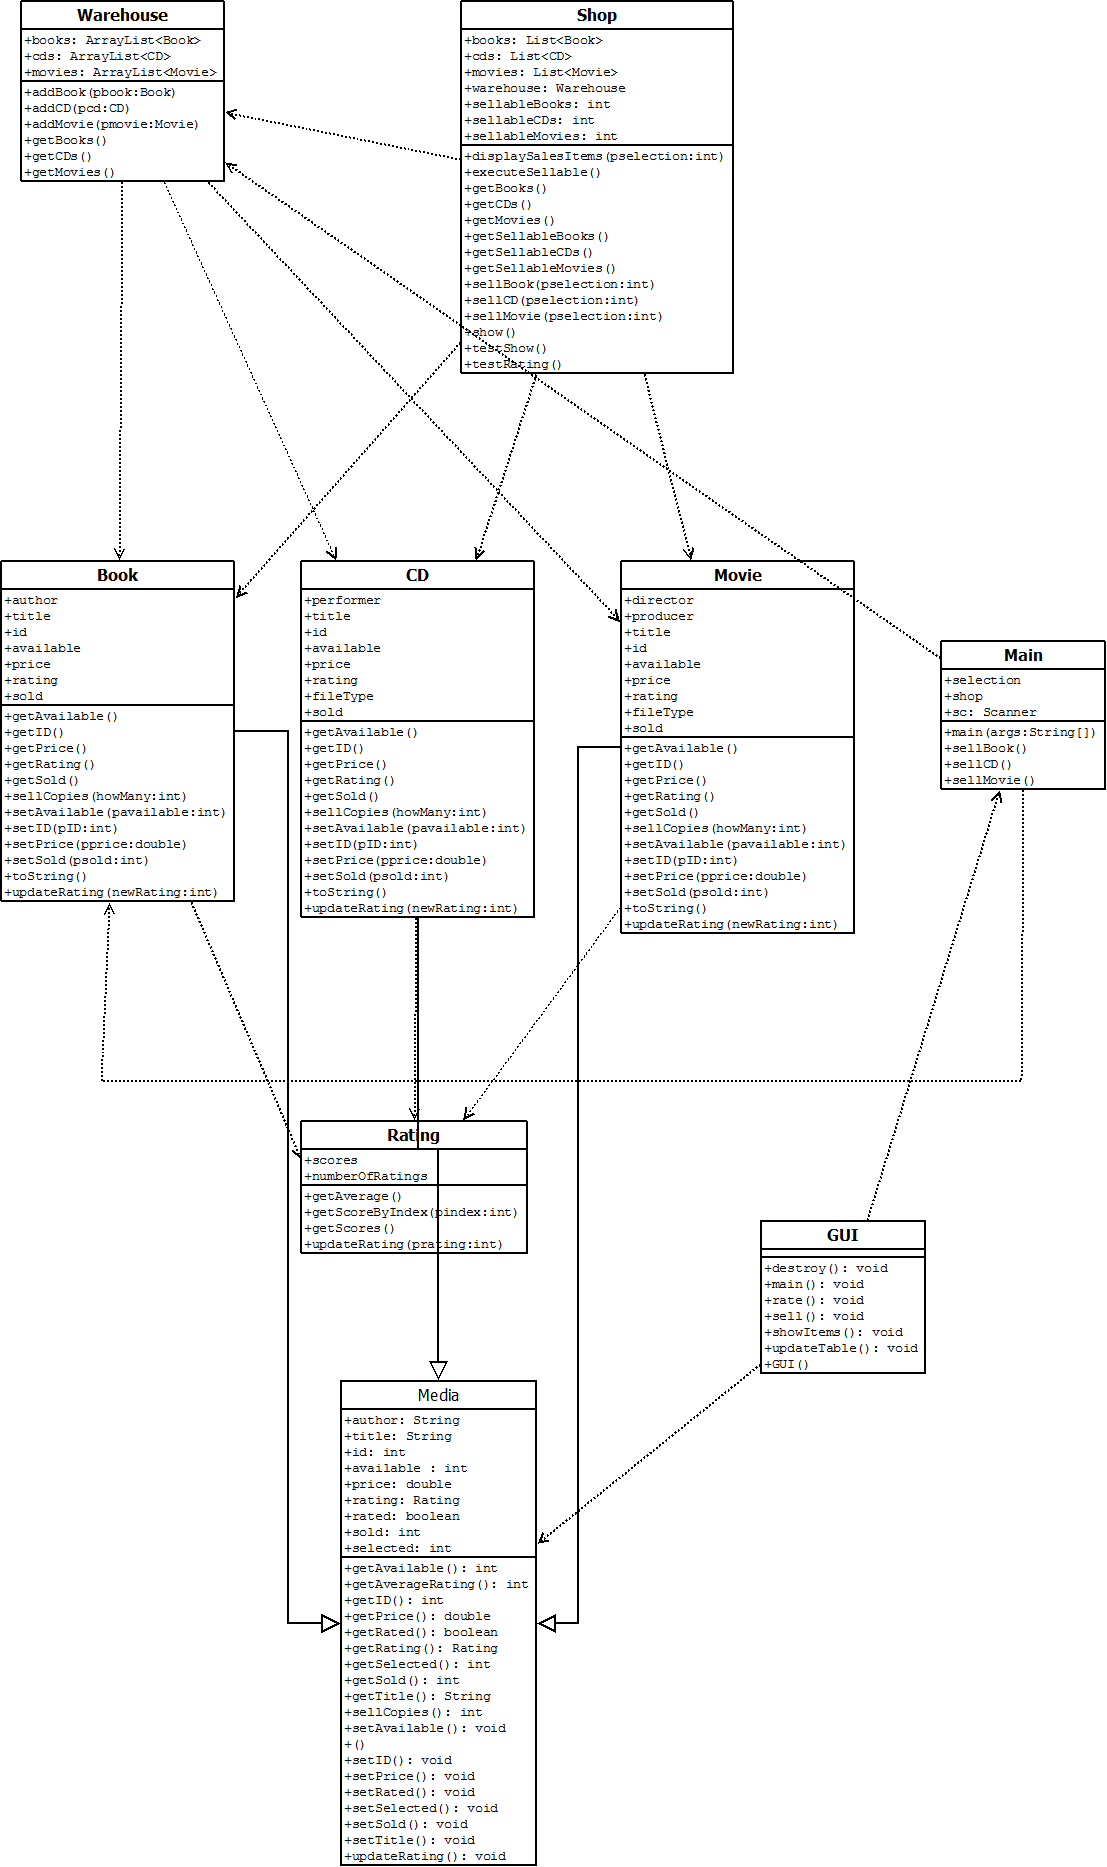 Warehouse
+books: ArrayList<Book>
+cds: ArrayList<CD>
+movies: ArrayList<Movie>
+addBook(pbook:Book)
+addCD(pcd:CD)
+addMovie(pmovie:Movie)
+getBooks()
+getCDs()
+getMovies()
Shop
+books: List<Book>
+cds: List<CD>
+movies: List<Movie>
+warehouse: Warehouse
+sellableBooks: int
+sellableCDs: int
+sellableMovies: int
+displaySalesItems(pselection:int)
+executeSellable()
+getBooks()
+getCDs()
+getMovies()
+getSellableBooks()
+getSellableCDs()
+getSellableMovies()
+sellBook(pselection:int)
+sellCD(pselection:int)
+sellMovie(pselection:int)
+show()
+testShow()
+testRating()
Book
+author
+title
+id
+available
+price
+rating
+sold
+getAvailable()
+getID()
+getPrice()
+getRating()
+getSold()
+sellCopies(howMany:int)
+setAvailable(pavailable:int)
+setID(pID:int)
+setPrice(pprice:double)
+setSold(psold:int)
+toString()
+updateRating(newRating:int)
CD
+performer
+title
+id
+available
+price
+rating
+fileType
+sold
+getAvailable()
+getID()
+getPrice()
+getRating()
+getSold()
+sellCopies(howMany:int)
+setAvailable(pavailable:int)
+setID(pID:int)
+setPrice(pprice:double)
+setSold(psold:int)
+toString()
+updateRating(newRating:int)
Movie
+director
+producer
+title
+id
+available
+price
+rating
+fileType
+sold
+getAvailable()
+getID()
+getPrice()
+getRating()
+getSold()
+sellCopies(howMany:int)
+setAvailable(pavailable:int)
+setID(pID:int)
+setPrice(pprice:double)
+setSold(psold:int)
+toString()
+updateRating(newRating:int)
Main
+selection
+shop
+sc: Scanner
+main(args:String[])
+sellBook()
+sellCD()
+sellMovie()
Rating
+scores
+numberOfRatings
+getAverage()
+getScoreByIndex(pindex:int)
+getScores()
+updateRating(prating:int)
GUI
+destroy(): void
+main(): void
+rate(): void
+sell(): void
+showItems(): void
+updateTable(): void
+GUI()
Media
+author: String
+title: String
+id: int
+available : int
+price: double
+rating: Rating
+rated: boolean
+sold: int
+selected: int
+getAvailable(): int
+getAverageRating(): int
+getID(): int
+getPrice(): double
+getRated(): boolean
+getRating(): Rating
+getSelected(): int
+getSold(): int
+getTitle(): String
+sellCopies(): int
+setAvailable(): void
+()
+setID(): void
+setPrice(): void
+setRated(): void
+setSelected(): void
+setSold(): void
+setTitle(): void
+updateRating(): void